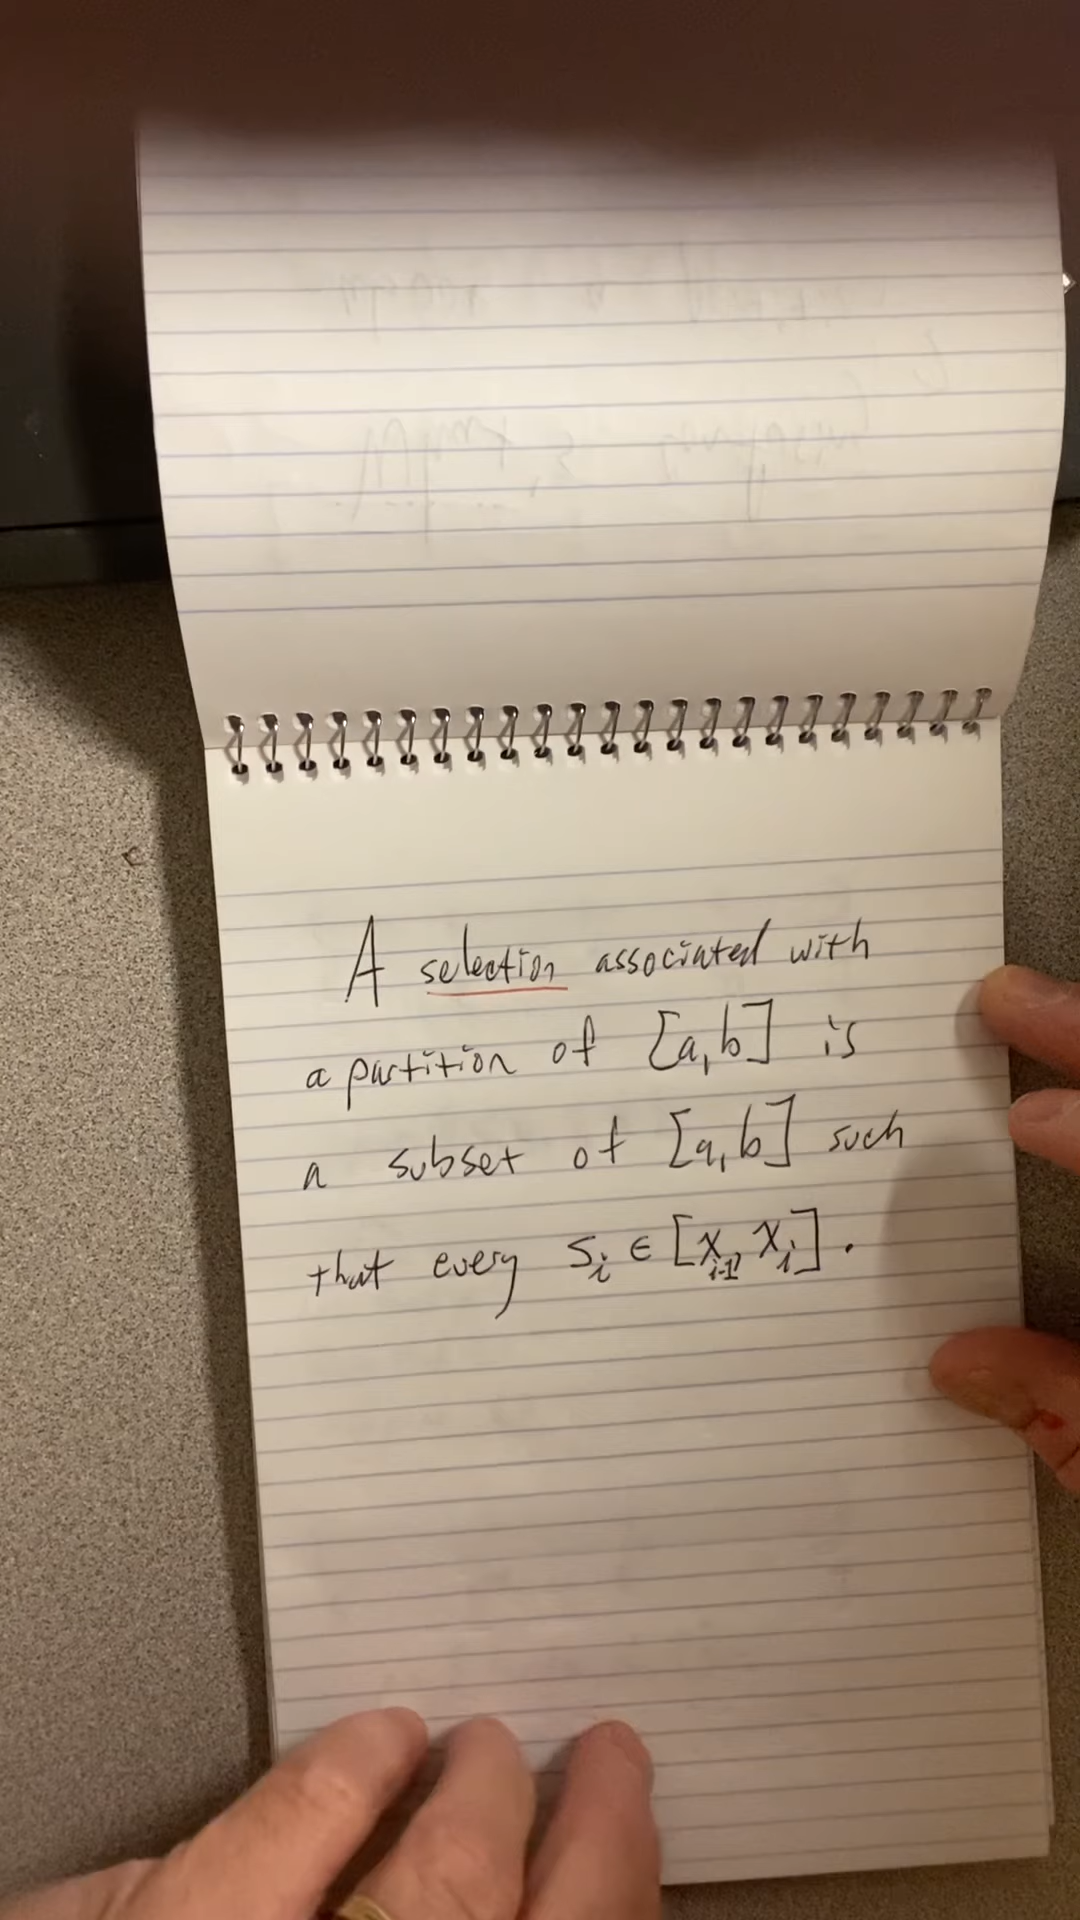 A selection associated with
a partition of [a,b] is
a subset of [a,b] such
that every sᵢ ∈ [xᵢ₋₁, xᵢ].